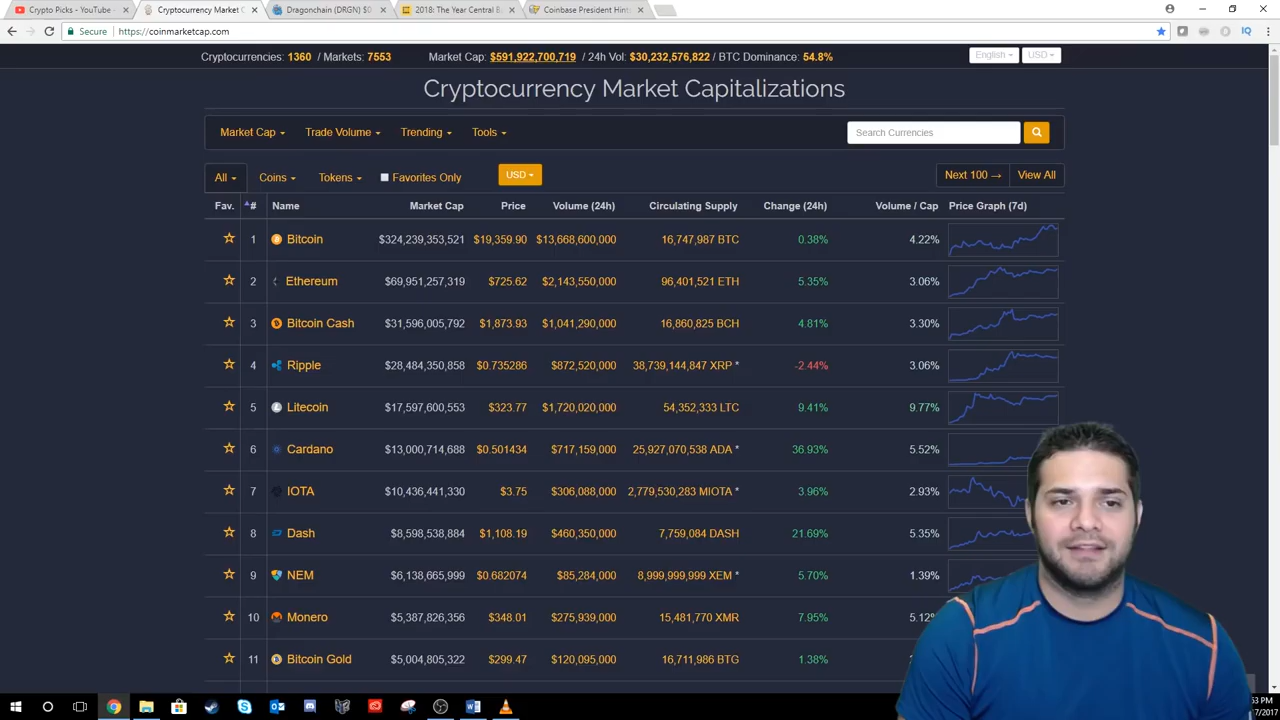 Crypto Picks - YouTube
Cryptocurrency Market C
Dragonchain (DRGN) $0
2018: The Year Central B
Coinbase President Hint
Secure
https://coinmarketcap.com
Cryptocurrencies: 1360 / Markets: 7553
Market cap: $591,922,709,719 / 24h Vol: $30,232,576,822 / BTC Dominance: 54.8%
English
USD
Cryptocurrency Market Capitalizations
Market Cap Trade Volume Trending Tools
Search Currencies
All Coins Tokens Favorites Only USD Next 100 → View All
Fav. # Name Market Cap Price Volume (24h) Circulating Supply Change (24h) Volume / Cap Price Graph (7d)
1 Bitcoin $324,239,353,521 $19,359.90 $13,668,600,000 16,747,987 BTC 0.38% 4.22%
2 Ethereum $69,951,257,319 $725.62 $2,143,550,000 96,401,521 ETH 5.35% 3.06%
3 Bitcoin Cash $31,596,005,792 $1,873.93 $1,041,290,000 16,860,825 BCH 4.81% 3.30%
4 Ripple $28,484,350,858 $0.735286 $872,520,000 38,739,144,847 XRP * -2.44% 3.06%
5 Litecoin $17,597,600,553 $323.77 $1,720,020,000 54,352,333 LTC 9.41% 9.77%
6 Cardano $13,000,714,688 $0.501434 $717,159,000 25,927,070,538 ADA * 36.93% 5.52%
7 IOTA $10,436,441,330 $3.75 $306,088,000 2,779,530,283 MIOTA * 3.96% 2.93%
8 Dash $8,598,538,884 $1,108.19 $460,350,000 7,759,084 DASH 21.69% 5.35%
9 NEM $6,138,665,999 $0.682074 $85,284,000 8,999,999,999 XEM * 5.70% 1.39%
10 Monero $5,387,826,356 $348.01 $275,939,000 15,481,770 XMR 7.95% 5.12%
11 Bitcoin Gold $5,004,805,322 $299.47 $120,095,000 16,711,986 BTG 1.38%
53 PM
7/2017